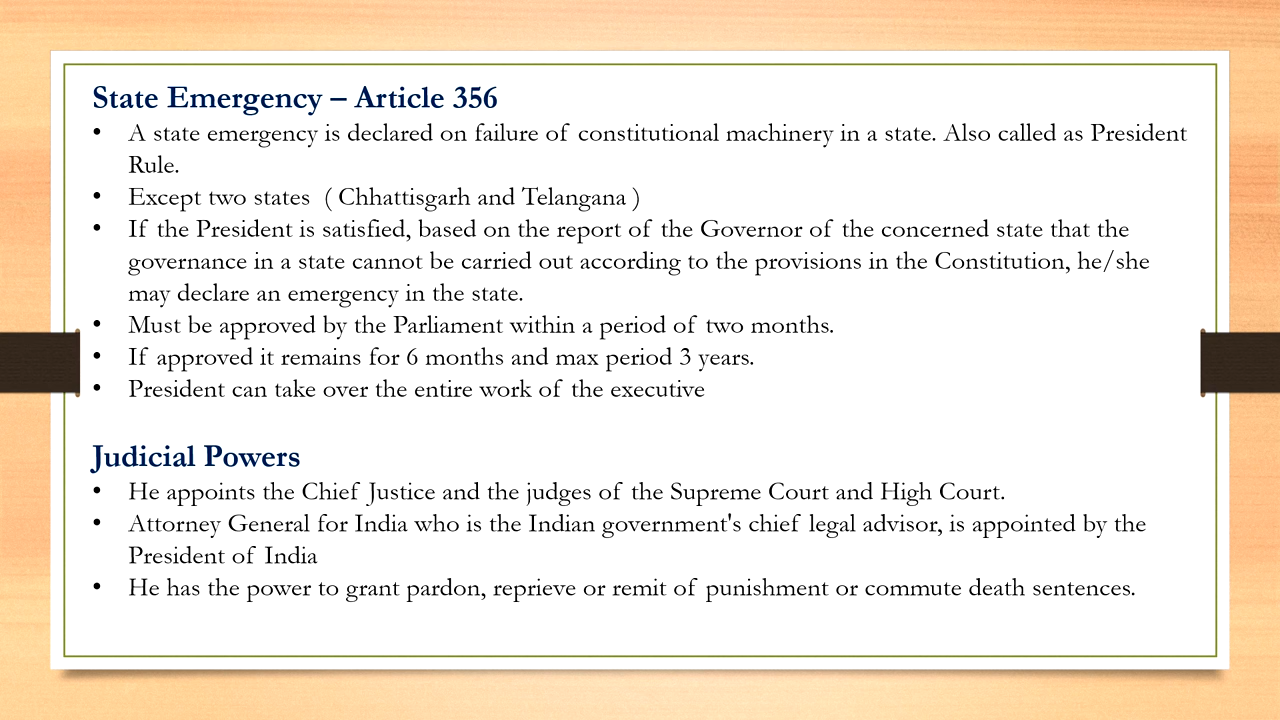 State Emergency – Article 356
• A state emergency is declared on failure of constitutional machinery in a state. Also called as President
Rule.
• Except two states ( Chhattisgarh and Telangana )
• If the President is satisfied, based on the report of the Governor of the concerned state that the
governance in a state cannot be carried out according to the provisions in the Constitution, he/she
may declare an emergency in the state.
• Must be approved by the Parliament within a period of two months.
• If approved it remains for 6 months and max period 3 years.
• President can take over the entire work of the executive
Judicial Powers
• He appoints the Chief Justice and the judges of the Supreme Court and High Court.
• Attorney General for India who is the Indian government's chief legal advisor, is appointed by the
President of India
• He has the power to grant pardon, reprieve or remit of punishment or commute death sentences.